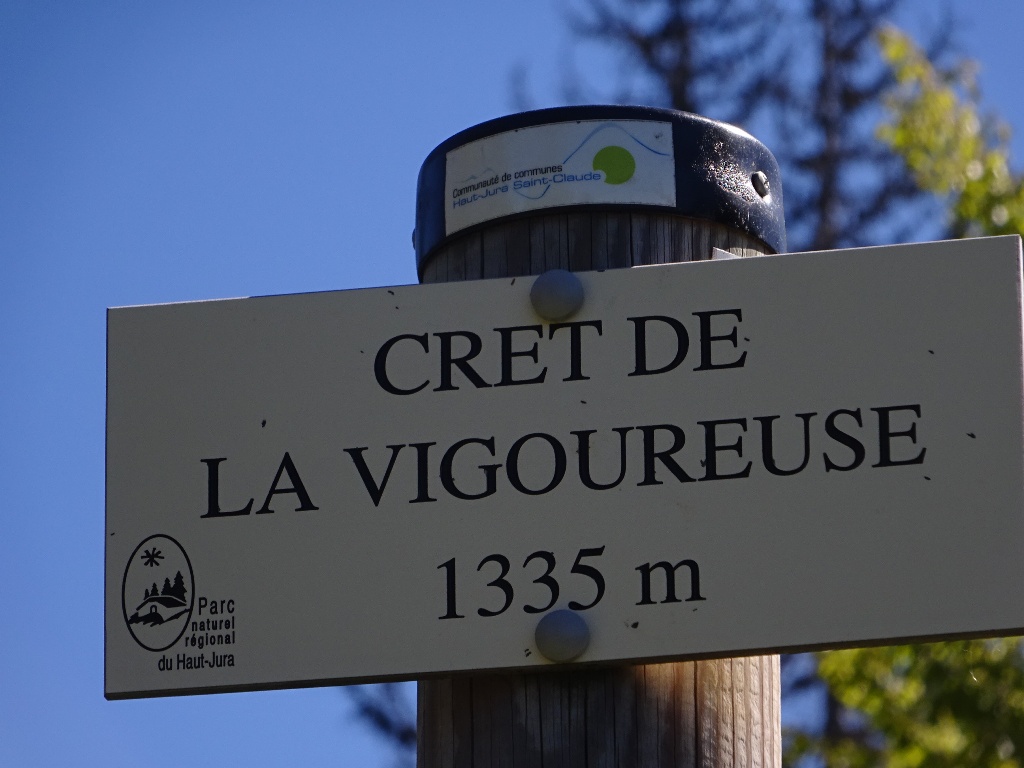 Communauté de communes
Haut-Jura Saint-Claude
CRET DE
LA VIGOUREUSE
1335 m
Parc
naturel
régional
du Haut-Jura